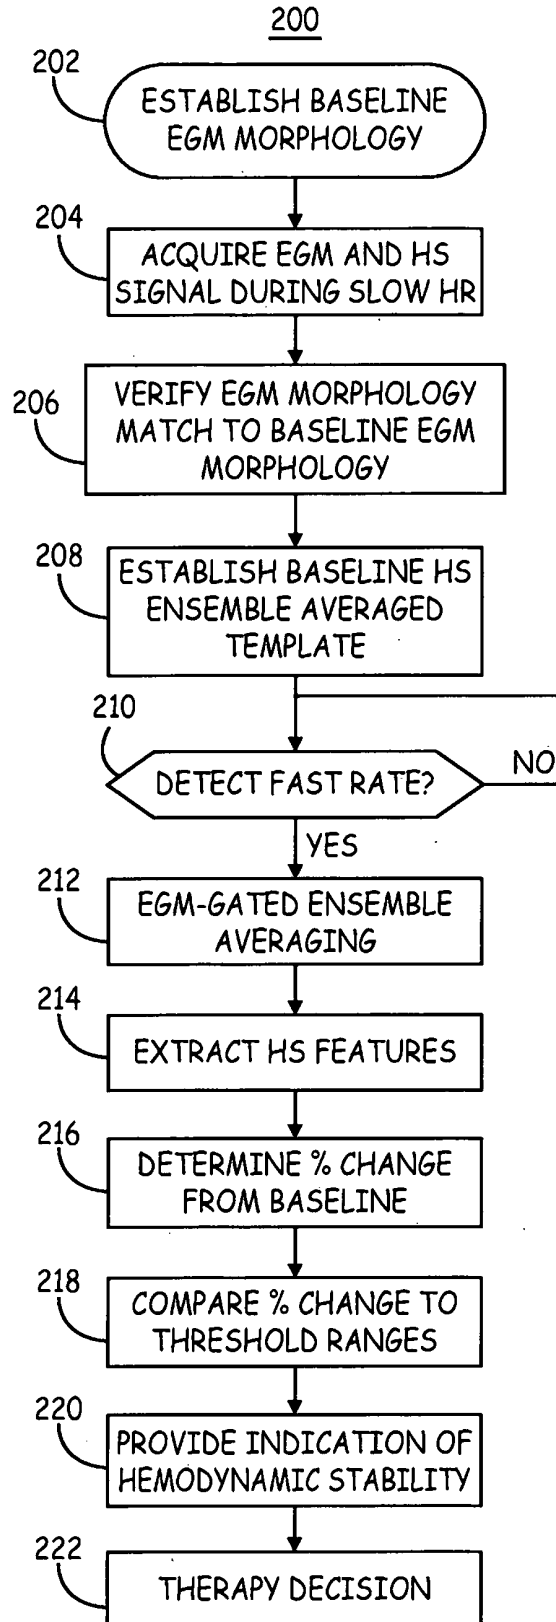 200
202
ESTABLISH BASELINE
EGM MORPHOLOGY
204
ACQUIRE EGM AND HS
SIGNAL DURING SLOW HR
206
VERIFY EGM MORPHOLOGY
MATCH TO BASELINE EGM
MORPHOLOGY
208
ESTABLISH BASELINE HS
ENSEMBLE AVERAGED
TEMPLATE
210
DETECT FAST RATE?
NO
YES
212
EGM-GATED ENSEMBLE
AVERAGING
214
EXTRACT HS FEATURES
216
DETERMINE % CHANGE
FROM BASELINE
218
COMPARE % CHANGE TO
THRESHOLD RANGES
220
PROVIDE INDICATION OF
HEMODYNAMIC STABILITY
222
THERAPY DECISION